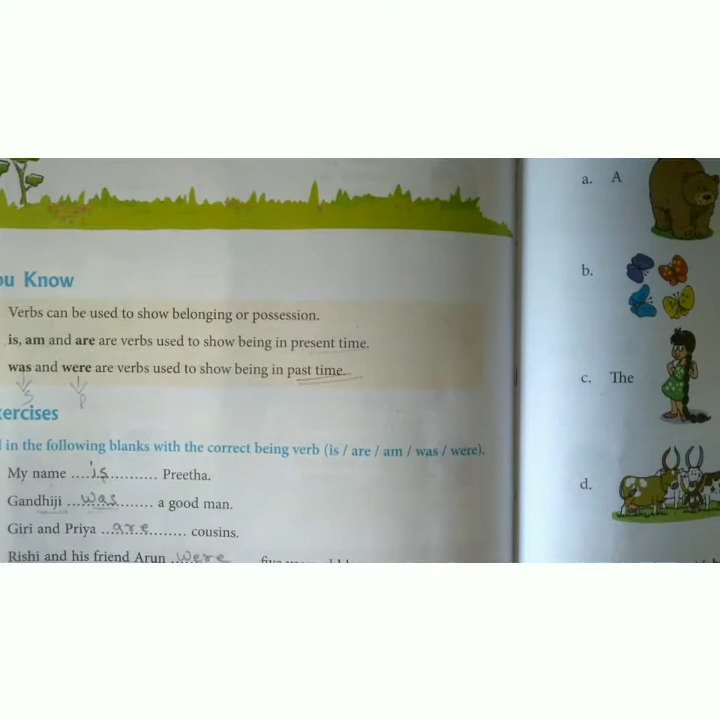 ou Know
Verbs can be used to show belonging or possession.
is, am and are are verbs used to show being in present time.
was and were are verbs used to show being in past time.
S P
xercises
l in the following blanks with the correct being verb (is / are / am / was / were).
My name ....is.......... Preetha.
Gandhiji ..was........ a good man.
Giri and Priya ..are........ cousins.
Rishi and his friend Arun ..were
a. A
b.
c. The
d.